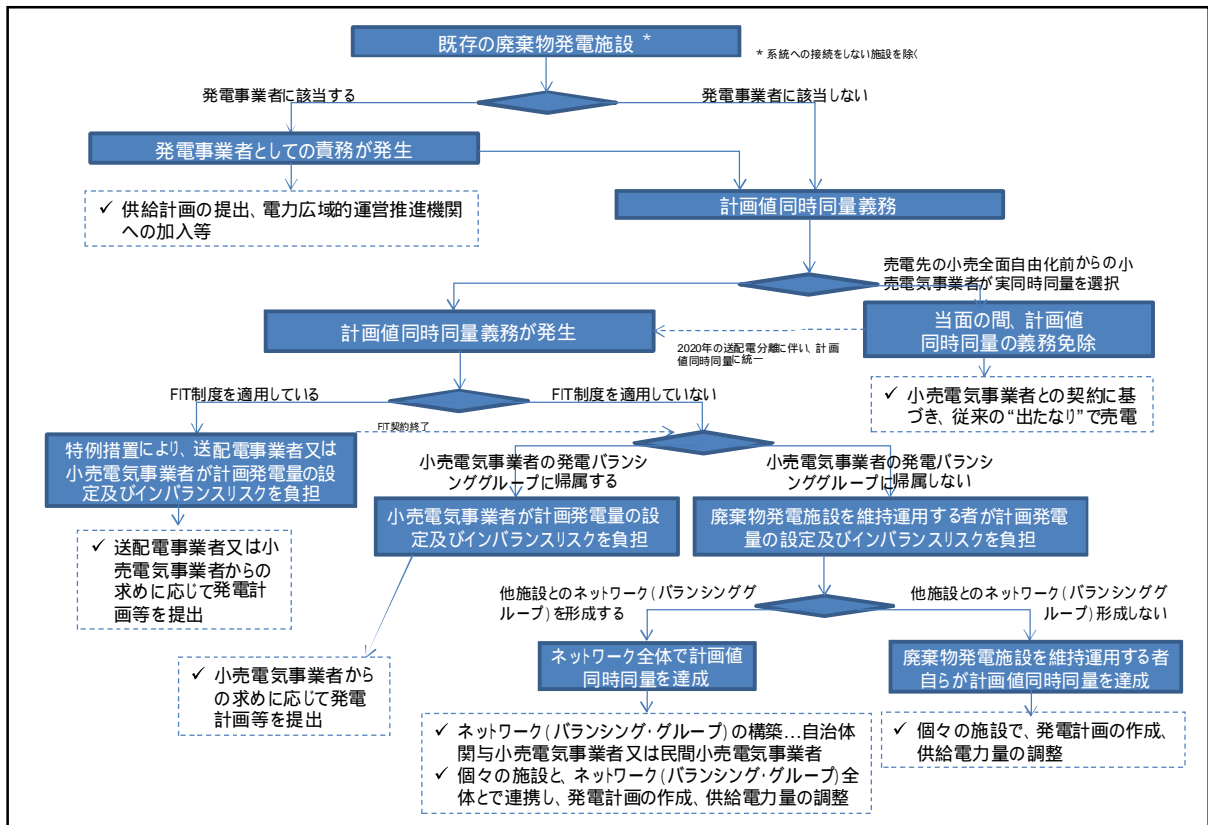 既存の廃棄物発電施設 *
* 系統への接続をしない施設を除く
発電事業者に該当する
発電事業者に該当しない
発電事業者としての責務が発生
✓ 供給計画の提出、電力広域的運営推進機関
への加入等
計画値同時同量義務
売電先の小売全面自由化前からの小
売電気事業者が実同時同量を選択
計画値同時同量義務が発生
当面の間、計画値
同時同量の義務免除
2020年の送配電分離に伴い、計画
値同時同量に統一
✓ 小売電気事業者との契約に基
づき、従来の“出たなり”で売電
FIT制度を適用している
FIT制度を適用していない
FIT契約終了
特例措置により、送配電事業者又は
小売電気事業者が計画発電量の設
定及びインバランスリスクを負担
小売電気事業者の発電バランシ
ンググループに帰属する
小売電気事業者の発電バランシ
ンググループに帰属しない
小売電気事業者が計画発電量の設
定及びインバランスリスクを負担
廃棄物発電施設を維持運用する者が計画発電
量の設定及びインバランスリスクを負担
✓ 送配電事業者又は小
売電気事業者からの
求めに応じて発電計
画等を提出
他施設とのネットワーク(バランシンググ
ループ)を形成する
他施設とのネットワーク(バランシンググ
ループ)形成しない
✓ 小売電気事業者か
らの求めに応じて発電
計画等を提出
ネットワーク全体で計画値
同時同量を達成
廃棄物発電施設を維持運用する者
自らが計画値同時同量を達成
✓ ネットワーク(バランシング・グループ)の構築…自治体
関与小売電気事業者又は民間小売電気事業者
✓ 個々の施設と、ネットワーク(バランシング・グループ)全
体とで連携し、発電計画の作成、供給電力量の調整
✓ 個々の施設で、発電計画の作成、
供給電力量の調整